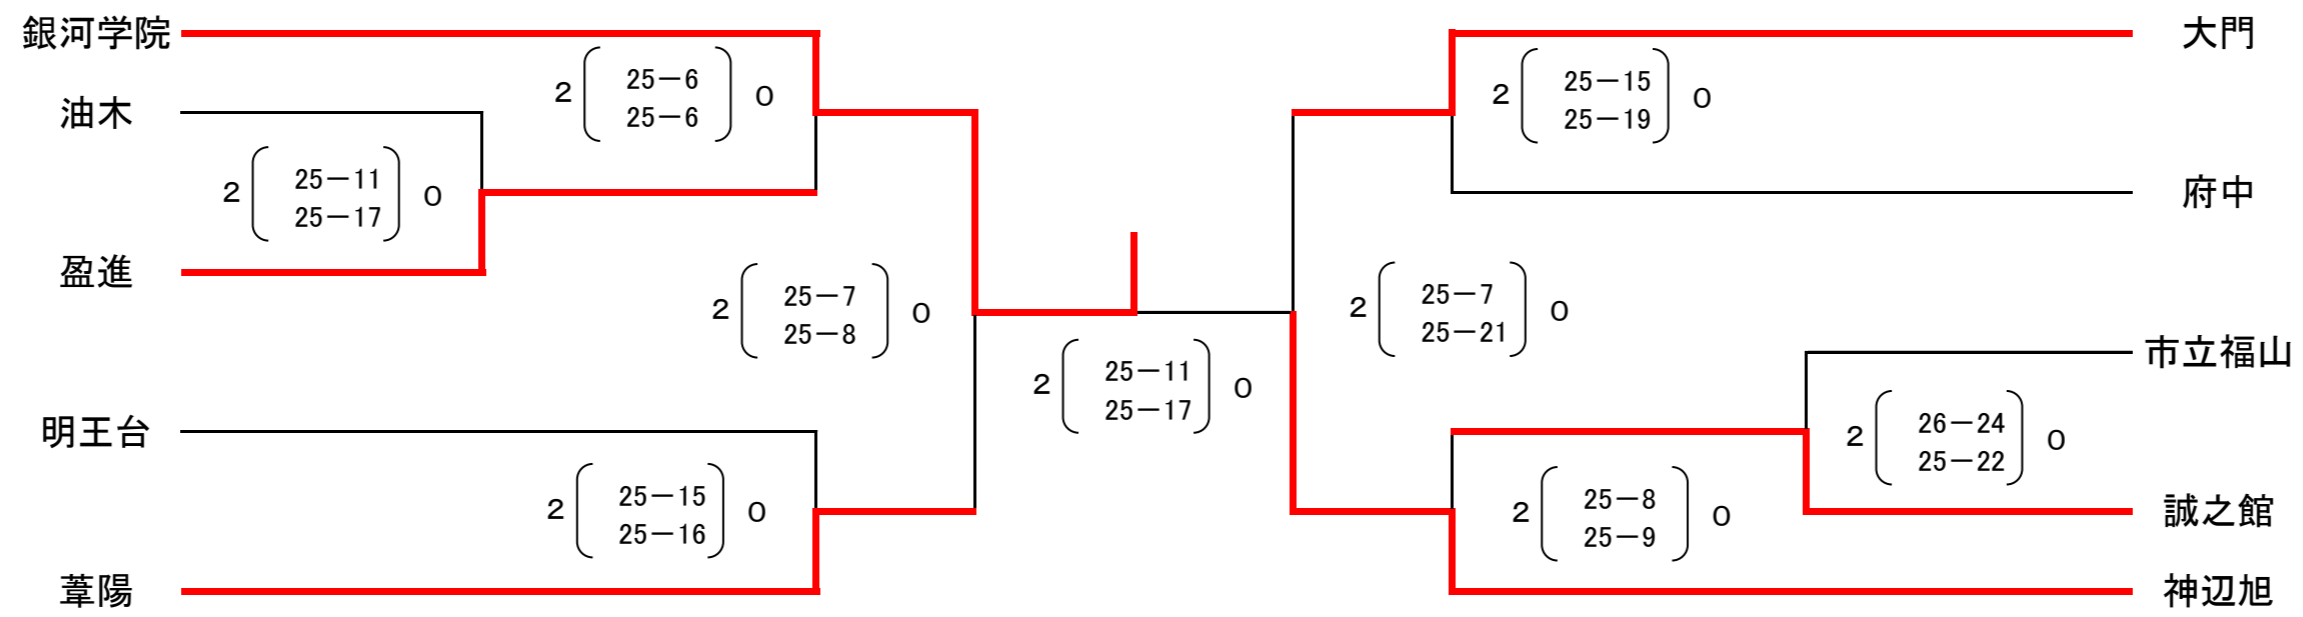 銀河学院
油木
盈進
明王台
葦陽
2 25－6 0
25－6
2 25－11 0
25－17
2 25－7 0
25－8
2 25－15 0
25－16
2 25－11 0
25－17
2 25－15 0
25－19
2 25－7 0
25－21
2 26－24 0
25－22
2 25－8 0
25－9
大門
府中
市立福山
誠之館
神辺旭